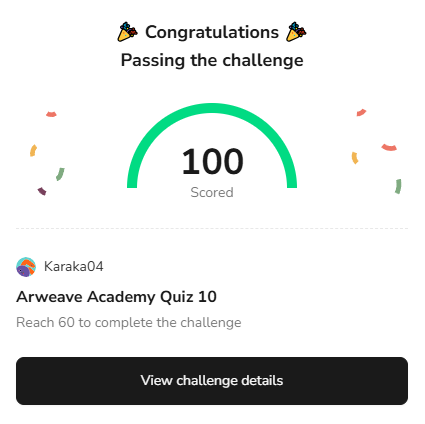 🎉 Congratulations 🎉
Passing the challenge
100
Scored
Karaka04
Arweave Academy Quiz 10
Reach 60 to complete the challenge
View challenge details